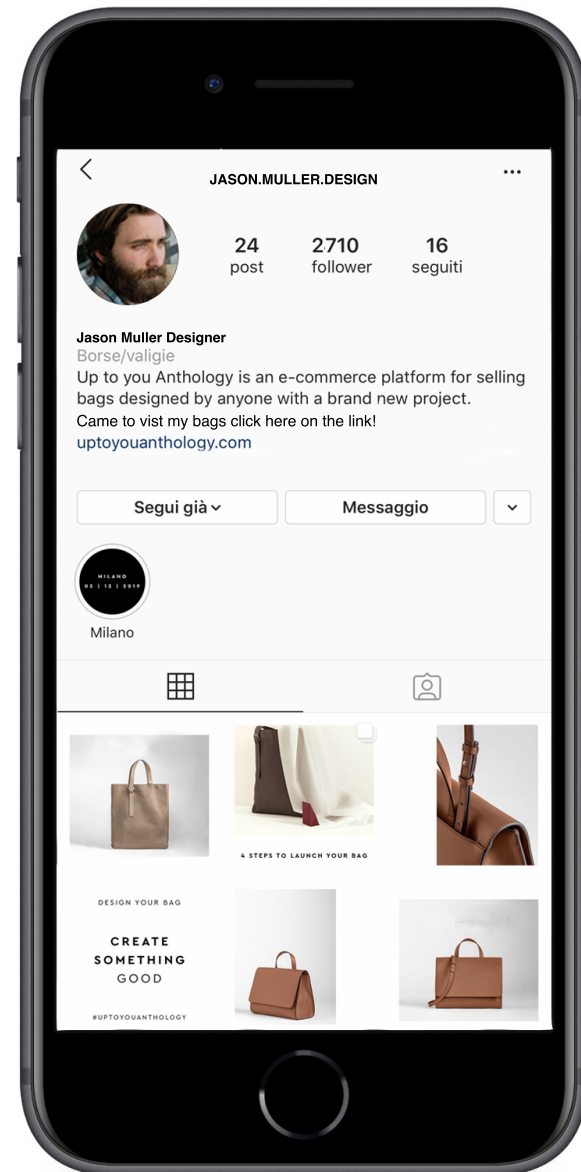 JASON.MULLER.DESIGN
24 2710 16
post follower seguiti
Jason Muller Designer
Borse/valigie
Up to you Anthology is an e-commerce platform for selling
bags designed by anyone with a brand new project.
Came to vist my bags click here on the link!
uptoyouanthology.com
Segui già Messaggio
MILANO
05 | 12 | 2019
Milano
4 STEPS TO LAUNCH YOUR BAG
DESIGN YOUR BAG
CREATE
SOMETHING
GOOD
#UPTOYOUANTHOLOGY